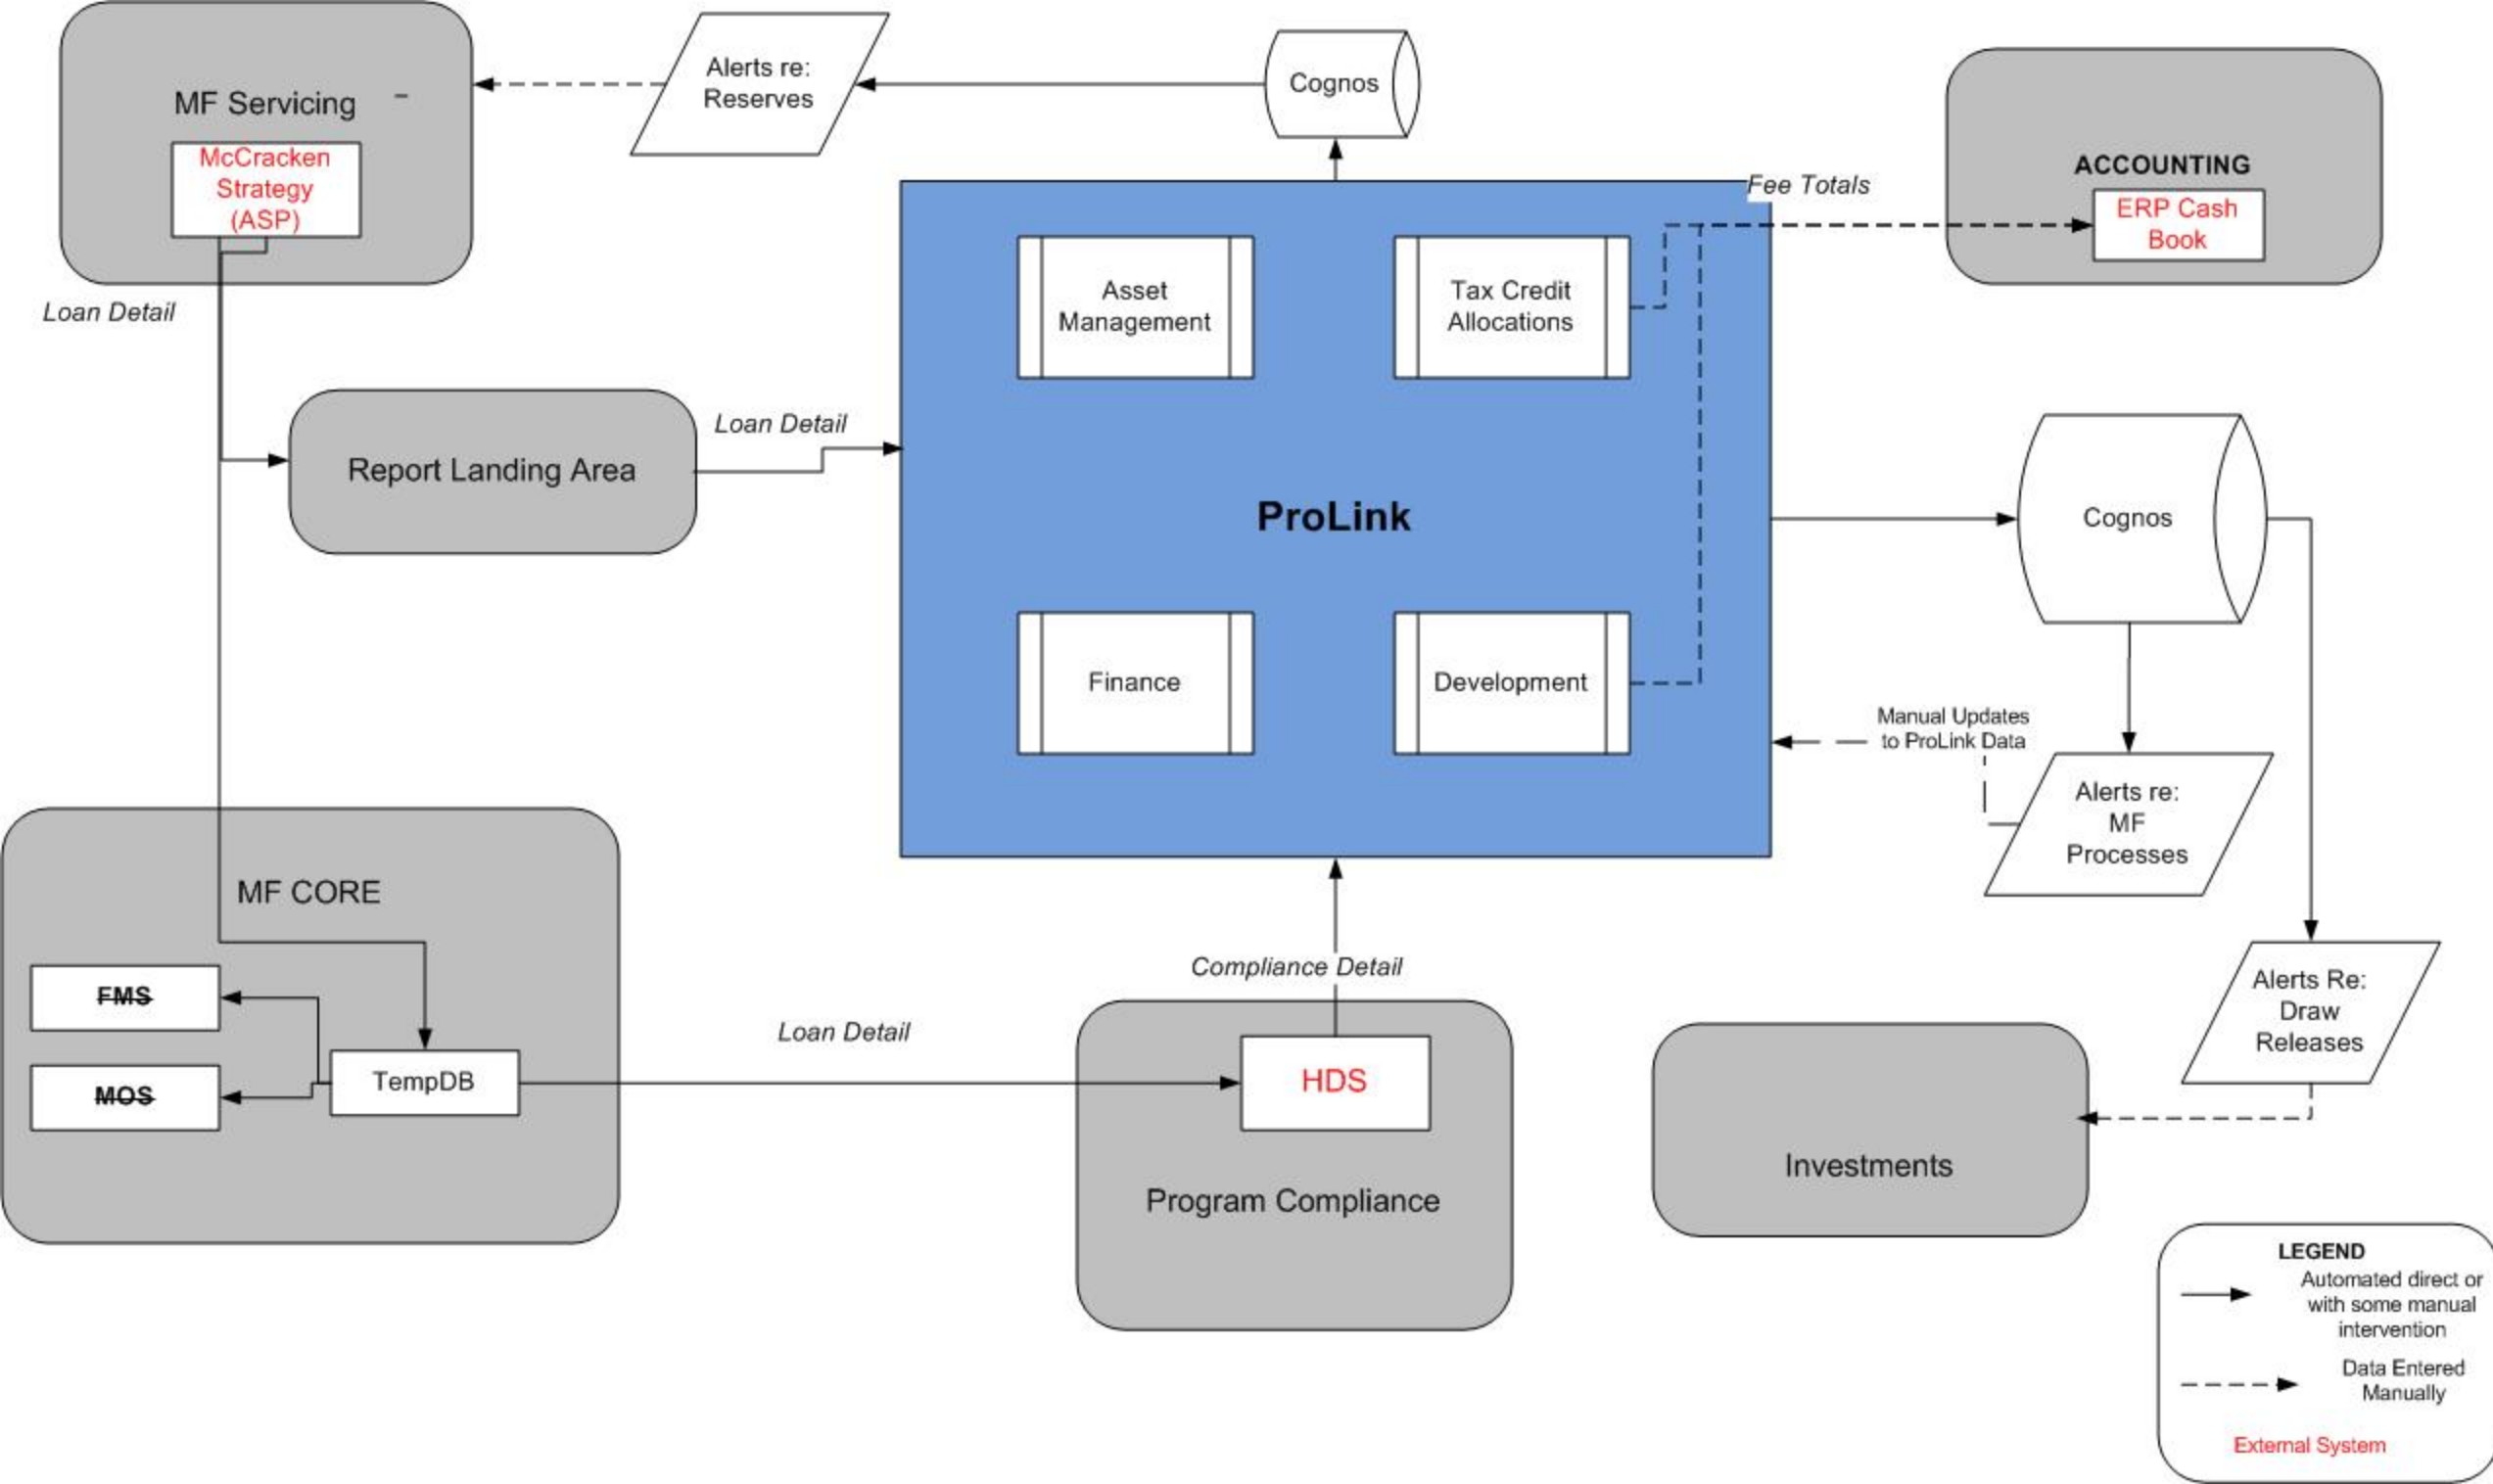 MF Servicing –
McCracken
Strategy
(ASP)
Alerts re:
Reserves
Cognos
ACCOUNTING
ERP Cash
Book
Fee Totals
Loan Detail
Asset
Management
Tax Credit
Allocations
Report Landing Area
Loan Detail
ProLink
Cognos
Finance
Development
Manual Updates
to ProLink Data
Alerts re:
MF
Processes
MF CORE
FMS
MOS
TempDB
Loan Detail
Compliance Detail
HDS
Program Compliance
Alerts Re:
Draw
Releases
Investments
LEGEND
Automated direct or
with some manual
intervention
Data Entered
Manually
External System